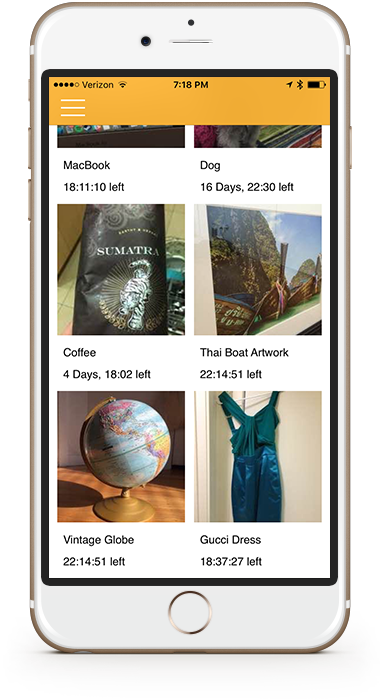 Verizon
7:18 PM
MacBook
Dog
18:11:10 left
16 Days, 22:30 left
SUMATRA
Coffee
Thai Boat Artwork
4 Days, 18:02 left
22:14:51 left
Vintage Globe
Gucci Dress
22:14:51 left
18:37:27 left